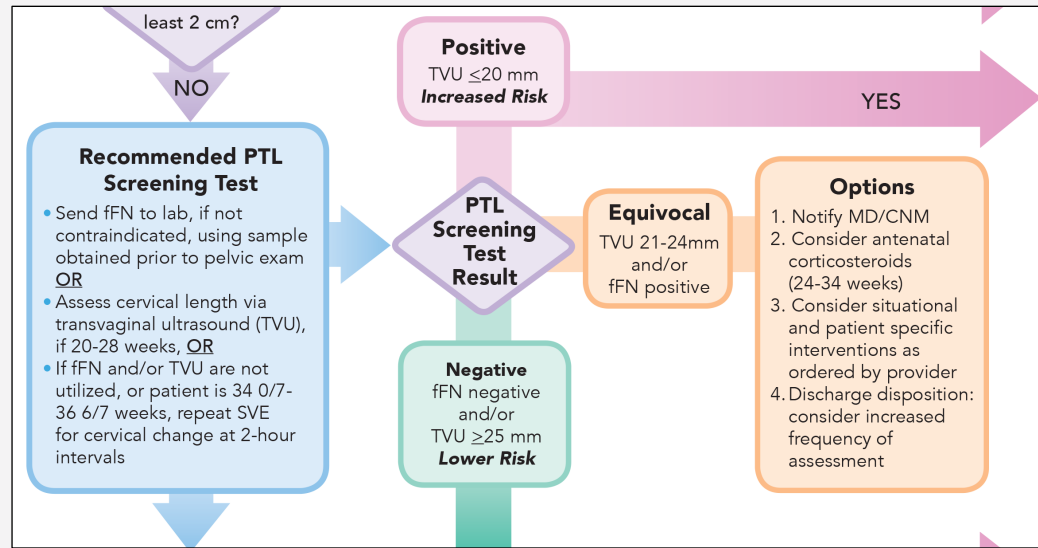 least 2 cm?
NO
Recommended PTL
Screening Test
• Send fFN to lab, if not
contraindicated, using sample
obtained prior to pelvic exam
OR
• Assess cervical length via
transvaginal ultrasound (TVU),
if 20-28 weeks, OR
• If fFN and/or TVU are not
utilized, or patient is 34 0/7-
36 6/7 weeks, repeat SVE
for cervical change at 2-hour
intervals
Positive
TVU ≤20 mm
Increased Risk
YES
PTL
Screening
Test
Result
Equivocal
TVU 21-24mm
and/or
fFN positive
Options
1. Notify MD/CNM
2. Consider antenatal
corticosteroids
(24-34 weeks)
3. Consider situational
and patient specific
interventions as
ordered by provider
4. Discharge disposition:
consider increased
frequency of
assessment
Negative
fFN negative
and/or
TVU ≥25 mm
Lower Risk